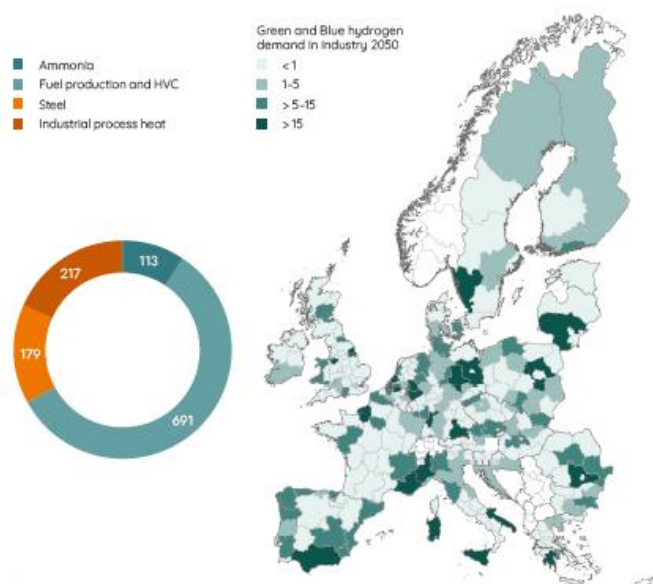 Green and Blue hydrogen
demand in industry 2050
Ammonia
Fuel production and HVC
Steel
Industrial process heat
< 1
1-5
> 5-15
> 15
113
217
179
691